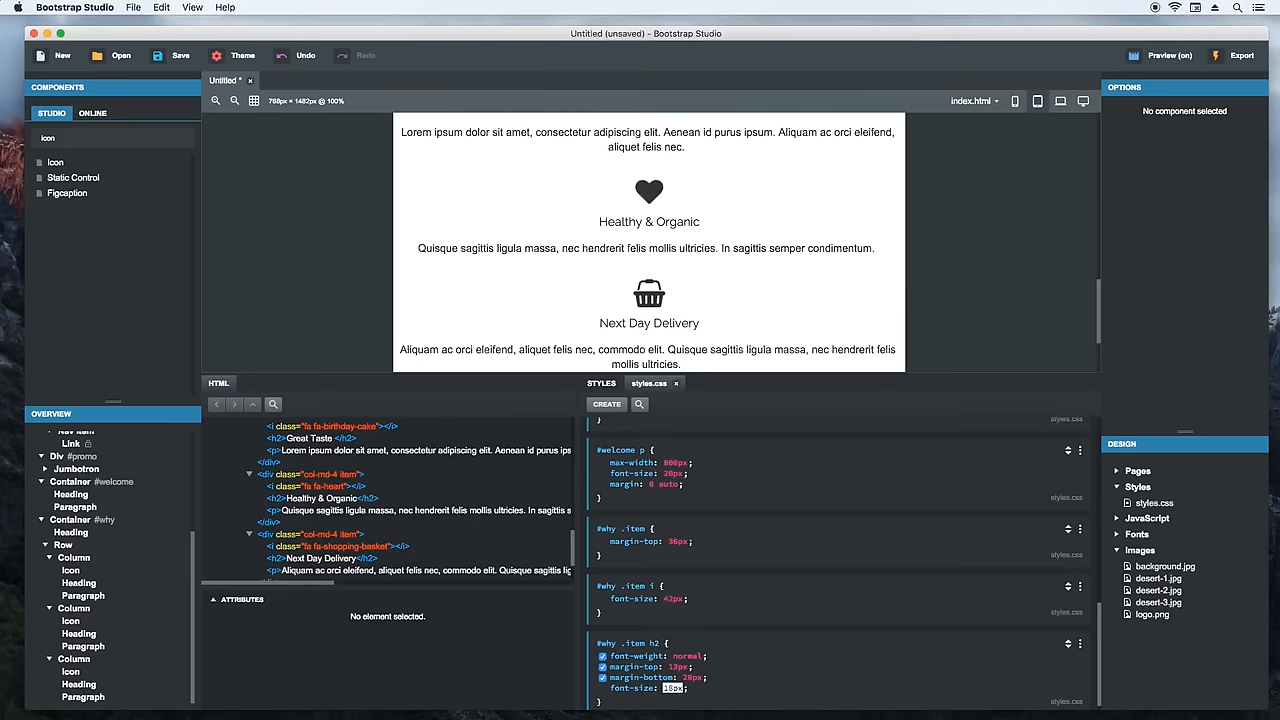 Bootstrap Studio File Edit View Help
Untitled (unsaved) - Bootstrap Studio
New Open Save Theme Undo Redo Preview (on) Export
COMPONENTS
STUDIO ONLINE
icon
Icon
Static Control
Figcaption
Untitled * ×
768px × 1482px @ 100%
index.html
Lorem ipsum dolor sit amet, consectetur adipiscing elit. Aenean id purus ipsum. Aliquam ac orci eleifend,
aliquet felis nec.
Healthy & Organic
Quisque sagittis ligula massa, nec hendrerit felis mollis ultricies. In sagittis semper condimentum.
Next Day Delivery
Aliquam ac orci eleifend, aliquet felis nec, commodo elit. Quisque sagittis ligula massa, nec hendrerit felis
mollis ultricies.
OPTIONS
No component selected
OVERVIEW
Nav Item
Link
Div #promo
Jumbotron
Container #welcome
Heading
Paragraph
Container #why
Heading
Row
Column
Icon
Heading
Paragraph
Column
Icon
Heading
Paragraph
Column
Icon
Heading
Paragraph
HTML
<i class="fa fa-birthday-cake"></i>
<h2>Great Taste </h2>
<p>Lorem ipsum dolor sit amet, consectetur adipiscing elit. Aenean id purus ips
</div>
<div class="col-md-4 item">
<i class="fa fa-heart"></i>
<h2>Healthy & Organic</h2>
<p>Quisque sagittis ligula massa, nec hendrerit felis mollis ultricies. In sagittis s
</div>
<div class="col-md-4 item">
<i class="fa fa-shopping-basket"></i>
<h2>Next Day Delivery</h2>
<p>Aliquam ac orci eleifend, aliquet felis nec, commodo elit. Quisque sagittis lig
ATTRIBUTES
No element selected.
STYLES styles.css ×
CREATE
}
styles.css
#welcome p {
max-width: 800px;
font-size: 20px;
margin: 0 auto;
}
styles.css
#why .item {
margin-top: 36px;
}
styles.css
#why .item i {
font-size: 42px;
}
styles.css
#why .item h2 {
font-weight: normal;
margin-top: 13px;
margin-bottom: 20px;
font-size: 18px;
}
styles.css
DESIGN
Pages
Styles
styles.css
JavaScript
Fonts
Images
background.jpg
desert-1.jpg
desert-2.jpg
desert-3.jpg
logo.png